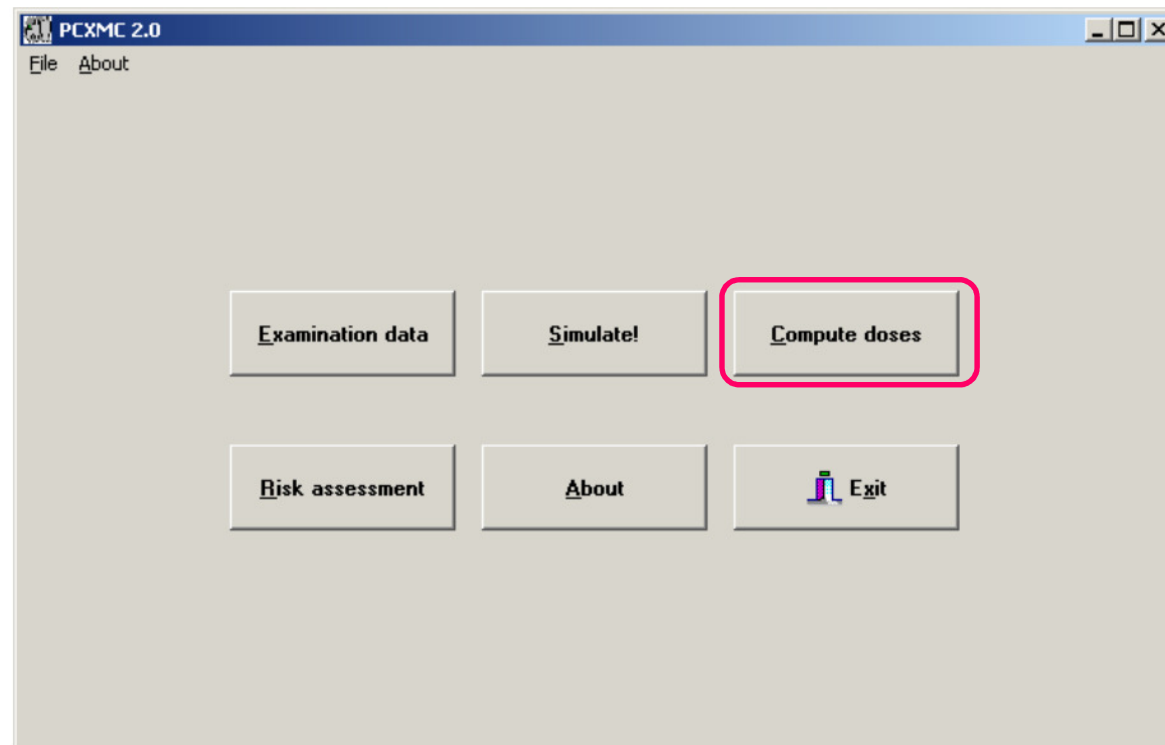 PCXMC 2.0
File About
Examination data Simulate! Compute doses
Risk assessment About Exit